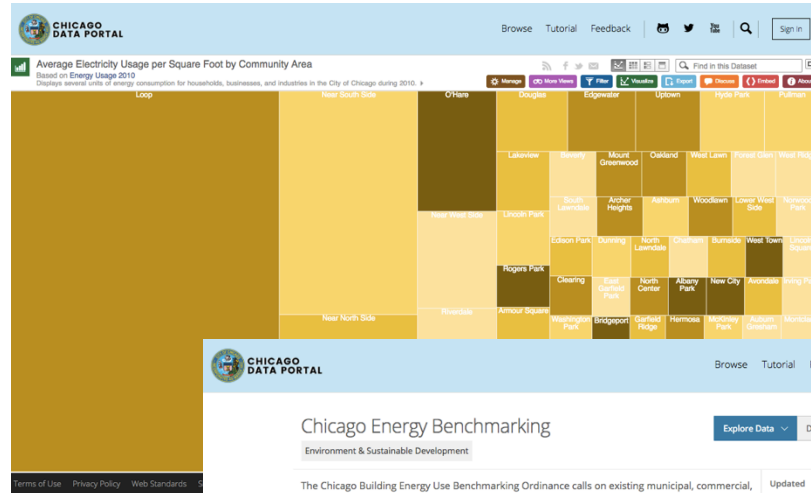 CHICAGO
DATA PORTAL
Browse Tutorial Feedback
You
Tube
Sign In
Average Electricity Usage per Square Foot by Community Area
Based on Energy Usage 2010
Displays several units of energy consumption for households, businesses, and industries in the City of Chicago during 2010.
Find in this Dataset
Manage More Views Filter Visualize Export Discuss Embed
Loop Near South Side O'Hare Douglas Edgewater Uptown Hyde Park Pullman
Lakeview Beverly Mount Greenwood Oakland West Lawn Forest Glen
South Lawndale Archer Heights Ashburn Woodlawn Lower West Side
Near West Side Lincoln Park
Edison Park Dunning North Lawndale Chatham Burnside West Town
Rogers Park
Clearing East Garfield Park North Center Albany Park New City Avondale
Near North Side Riverdale Armour Square
Washington Park Bridgeport Garfield Ridge Hermosa McKinley Park Auburn Gresham
CHICAGO
DATA PORTAL
Browse Tutorial
Chicago Energy Benchmarking
Explore Data
Environment & Sustainable Development
The Chicago Building Energy Use Benchmarking Ordinance calls on existing municipal, commercial,
Updated
Terms of Use Privacy Policy Web Standards